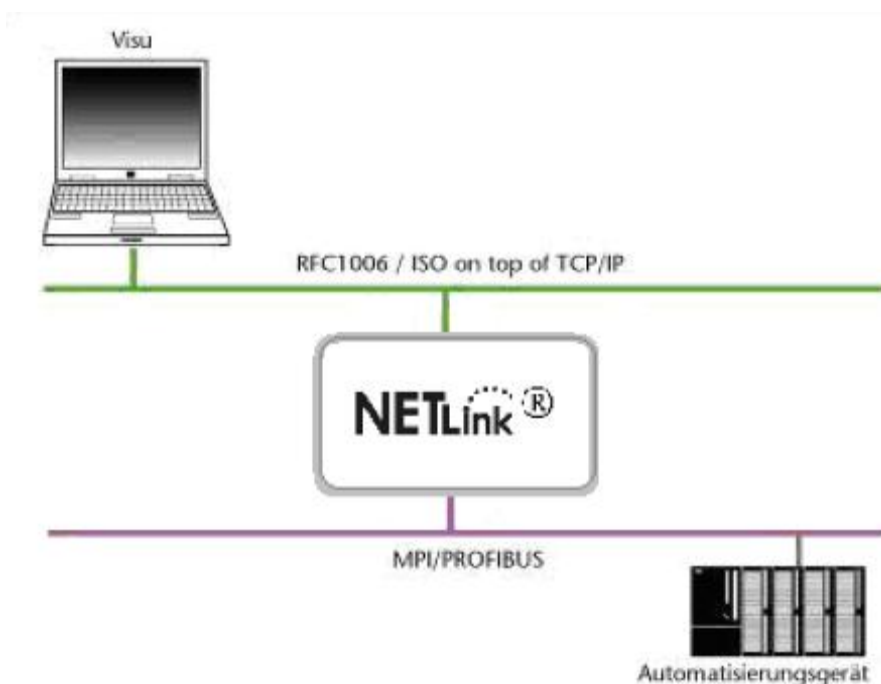 Visu
RFC1006 / ISO on top of TCP/IP
NETLink ®
MPI/PROFIBUS
Automatisierungsgerät